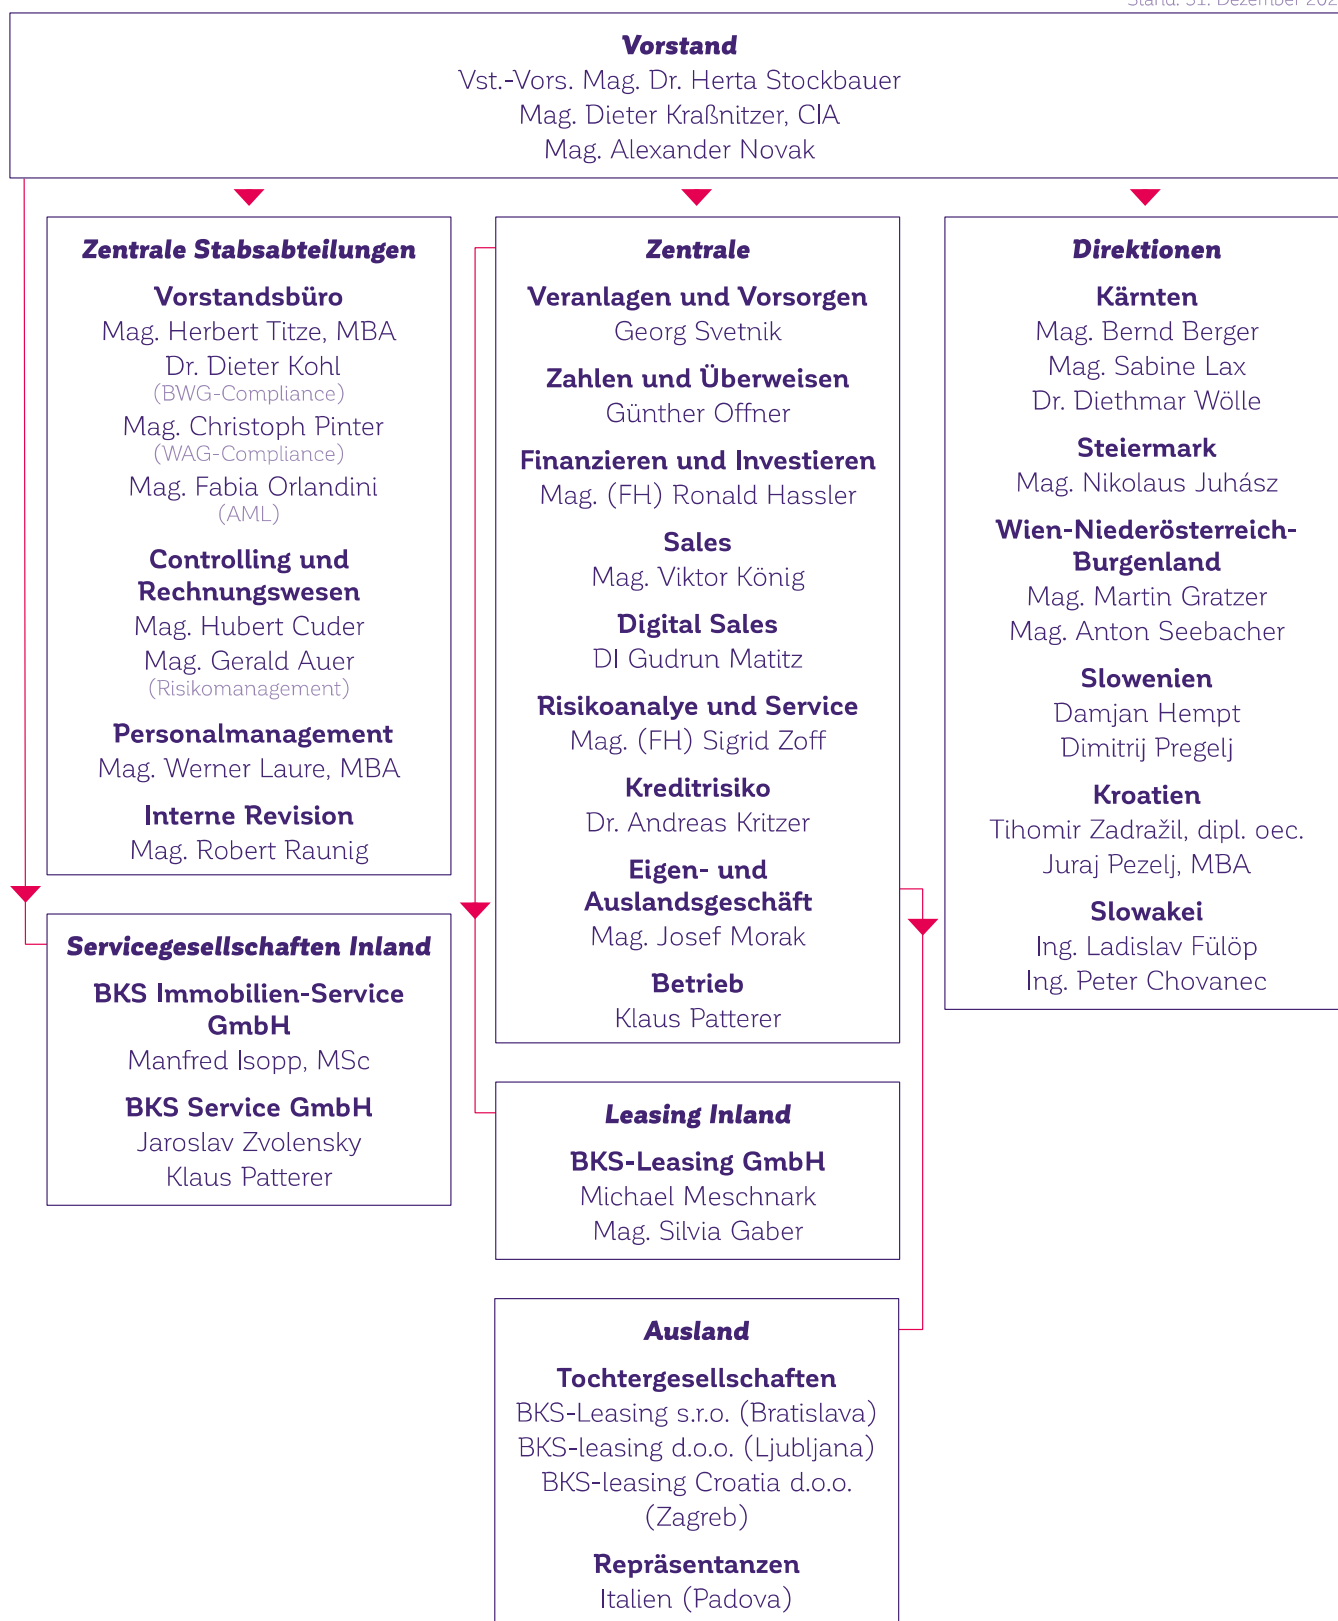 Stand: 31. Dezember
Vorstand
Vst.-Vors. Mag. Dr. Herta Stockbauer
Mag. Dieter Kraßnitzer, CIA
Mag. Alexander Novak
Zentrale Stabsabteilungen
Vorstandsbüro
Mag. Herbert Titze, MBA
Dr. Dieter Kohl
(BWG-Compliance)
Mag. Christoph Pinter
(WAG-Compliance)
Mag. Fabia Orlandini
(AML)
Controlling und
Rechnungswesen
Mag. Hubert Cuder
Mag. Gerald Auer
(Risikomanagement)
Personalmanagement
Mag. Werner Laure, MBA
Interne Revision
Mag. Robert Raunig
Servicegesellschaften Inland
BKS Immobilien-Service
GmbH
Manfred Isopp, MSc
BKS Service GmbH
Jaroslav Zvolensky
Klaus Patterer
Zentrale
Veranlagen und Vorsorgen
Georg Svetnik
Zahlen und Überweisen
Günther Offner
Finanzieren und Investieren
Mag. (FH) Ronald Hassler
Sales
Mag. Viktor König
Digital Sales
DI Gudrun Matitz
Risikoanalye und Service
Mag. (FH) Sigrid Zoff
Kreditrisiko
Dr. Andreas Kritzer
Eigen- und
Auslandsgeschäft
Mag. Josef Morak
Betrieb
Klaus Patterer
Leasing Inland
BKS-Leasing GmbH
Michael Meschnark
Mag. Silvia Gaber
Ausland
Tochtergesellschaften
BKS-Leasing s.r.o. (Bratislava)
BKS-leasing d.o.o. (Ljubljana)
BKS-leasing Croatia d.o.o.
(Zagreb)
Repräsentanzen
Italien (Padova)
Direktionen
Kärnten
Mag. Bernd Berger
Mag. Sabine Lax
Dr. Diethmar Wölle
Steiermark
Mag. Nikolaus Juhász
Wien-Niederösterreich-
Burgenland
Mag. Martin Gratzer
Mag. Anton Seebacher
Slowenien
Damjan Hempt
Dimitrij Pregelj
Kroatien
Tihomir Zadražil, dipl. oec.
Juraj Pezelj, MBA
Slowakei
Ing. Ladislav Fülöp
Ing. Peter Chovanec